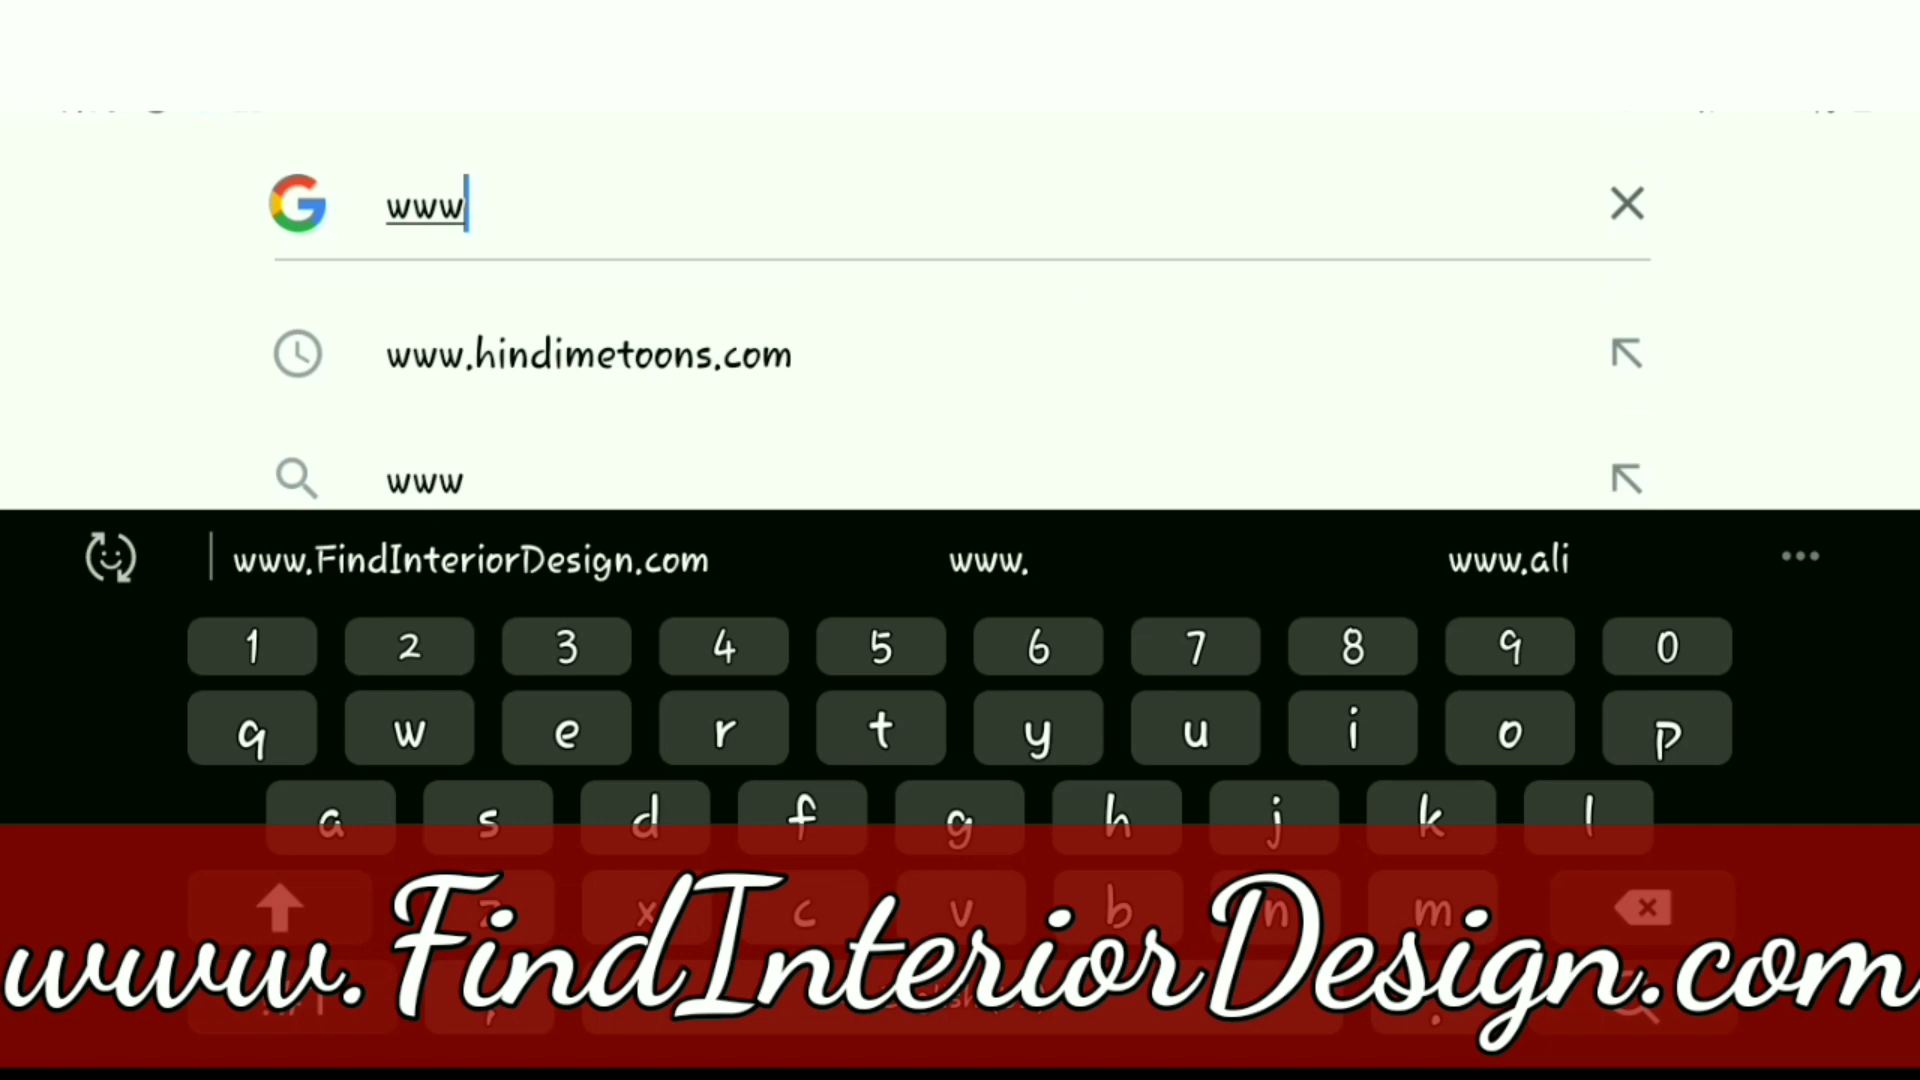 www
www.hindimetoons.com
www
www.FindInteriorDesign.com www. www.ali
1 2 3 4 5 6 7 8 9 0
q w e r t y u i o p
a s d f g h j k l
z x c v b n m
www.FindInteriorDesign.com